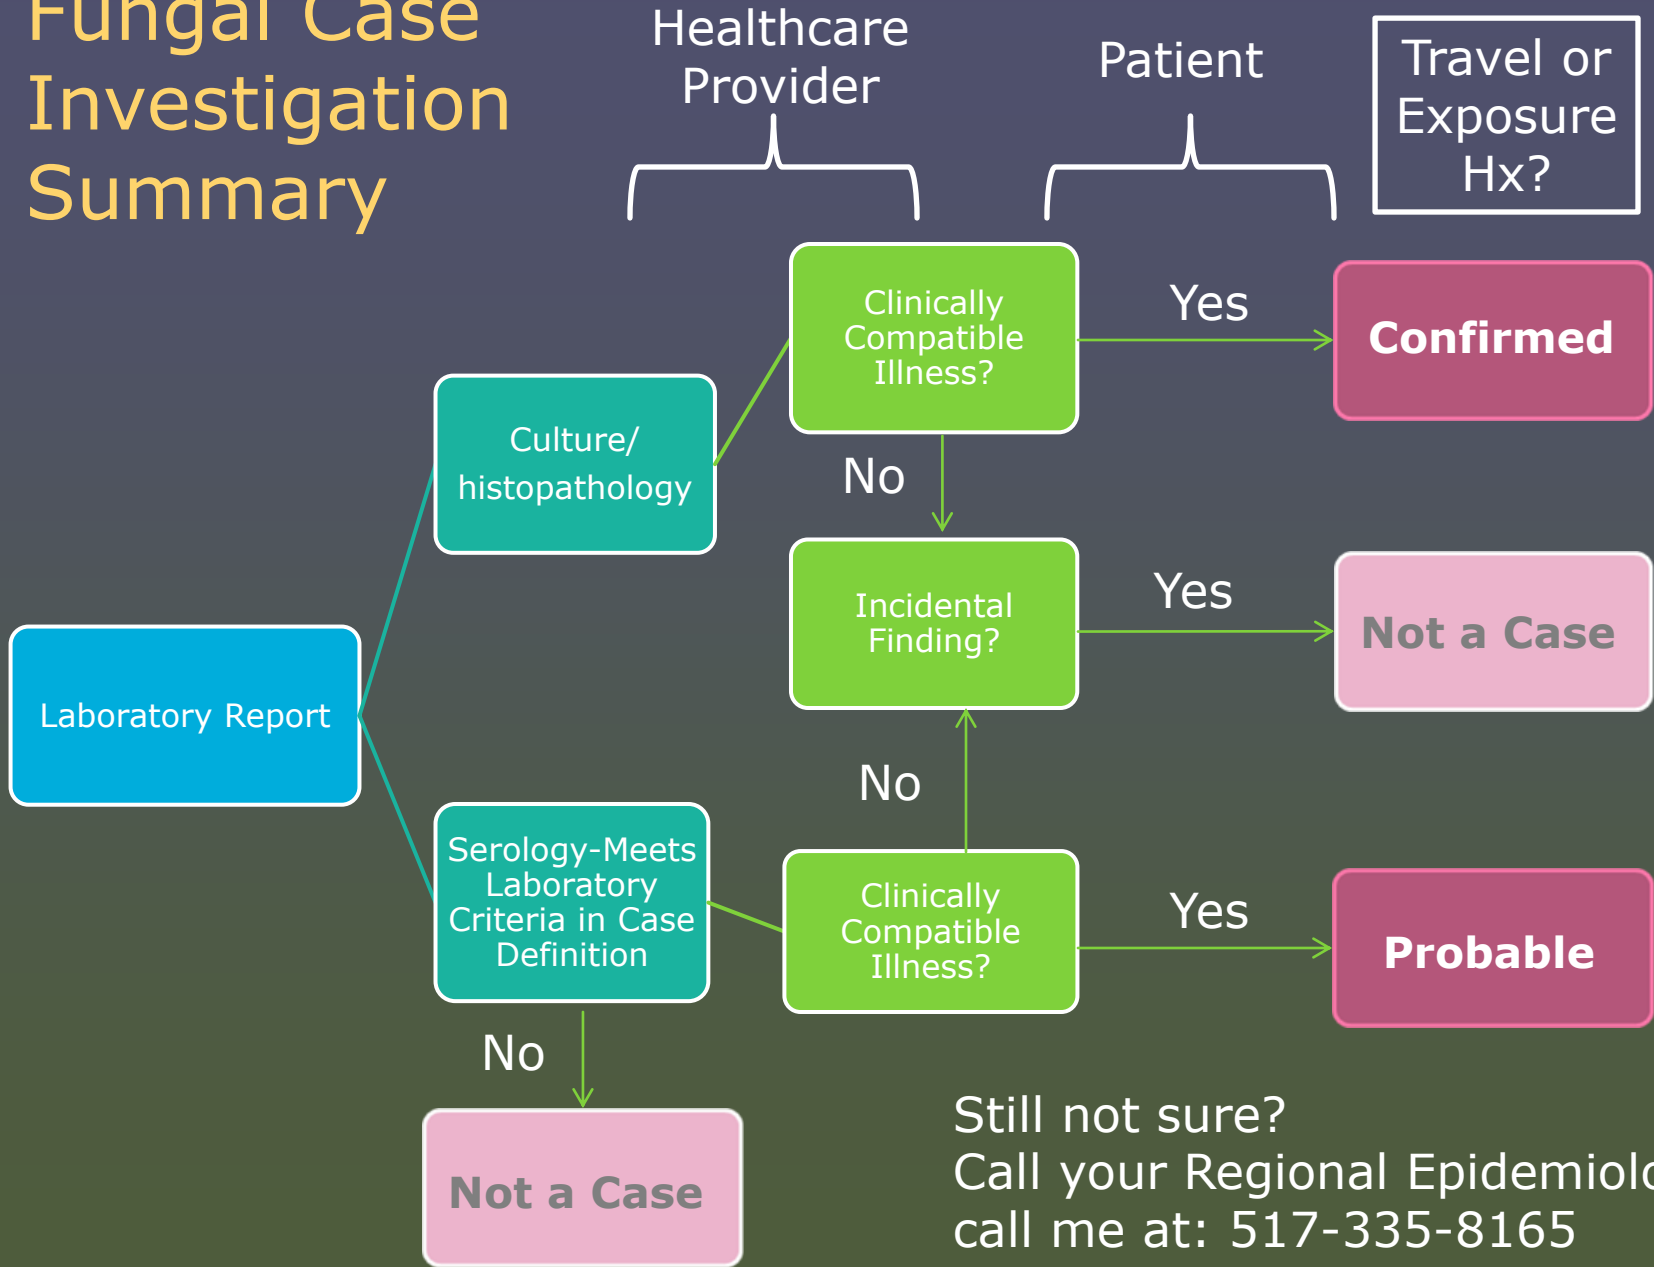 Fungal Case
Investigation
Summary
Healthcare
Provider
Patient
Travel or
Exposure
Hx?
Clinically
Compatible
Illness?
Yes
Confirmed
Culture/
histopathology
No
Incidental
Finding?
Yes
Not a Case
Laboratory Report
No
Serology-Meets
Laboratory
Criteria in Case
Definition
Clinically
Compatible
Illness?
Yes
Probable
No
Not a Case
Still not sure?
Call your Regional
call me at: 517-335-8165